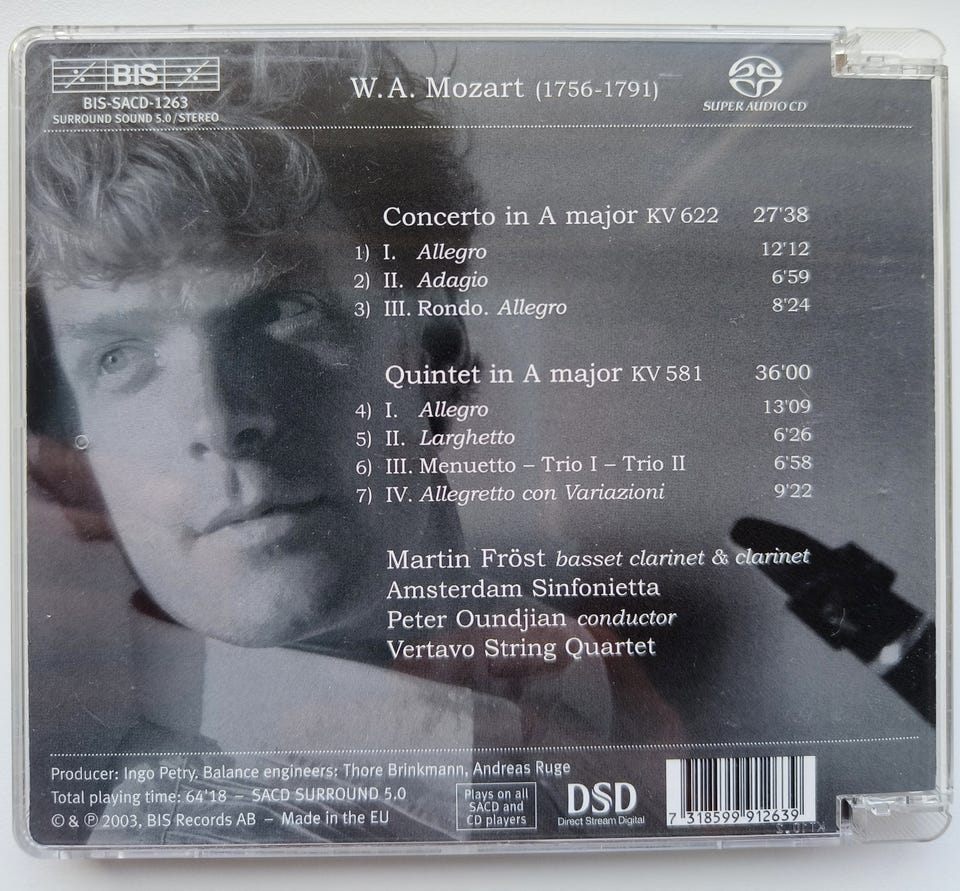 BIS
BIS-SACD-1263
SURROUND SOUND 5.0/STEREO
W.A. Mozart (1756-1791)
SUPER AUDIO CD
Concerto in A major KV 622 27'38
1) I. Allegro 12'12
2) II. Adagio 6'59
3) III. Rondo. Allegro 8'24
Quintet in A major KV 581 36'00
4) I. Allegro 13'09
5) II. Larghetto 6'26
6) III. Menuetto – Trio I – Trio II 6'58
7) IV. Allegretto con Variazioni 9'22
Martin Fröst basset clarinet & clarinet
Amsterdam Sinfonietta
Peter Oundjian conductor
Vertavo String Quartet
Producer: Ingo Petry. Balance engineers: Thore Brinkmann, Andreas Ruge
Total playing time: 64'18 – SACD SURROUND 5.0
© & ℗ 2003, BIS Records AB – Made in the EU
Plays on all
SACD and
CD players
DSD
Direct Stream Digital
7 318599 912639